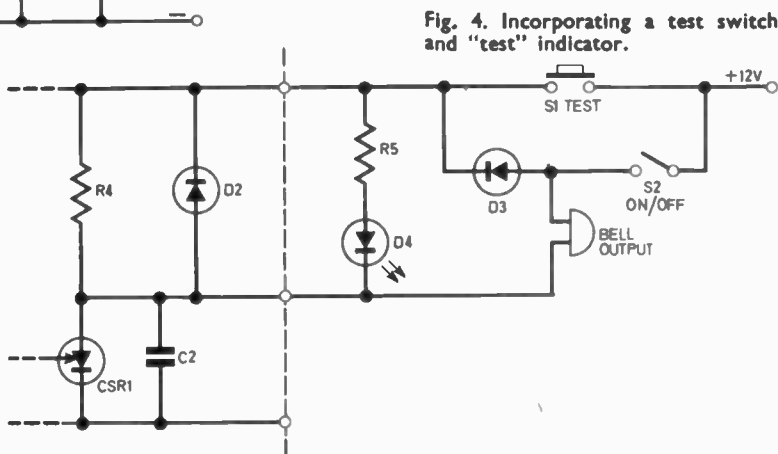 Fig. 4. Incorporating a test switch
and "test" indicator.
+12V
S1 TEST
R5
R4
D2
D3
S2
ON/OFF
D4
BELL
OUTPUT
C2
CSR1